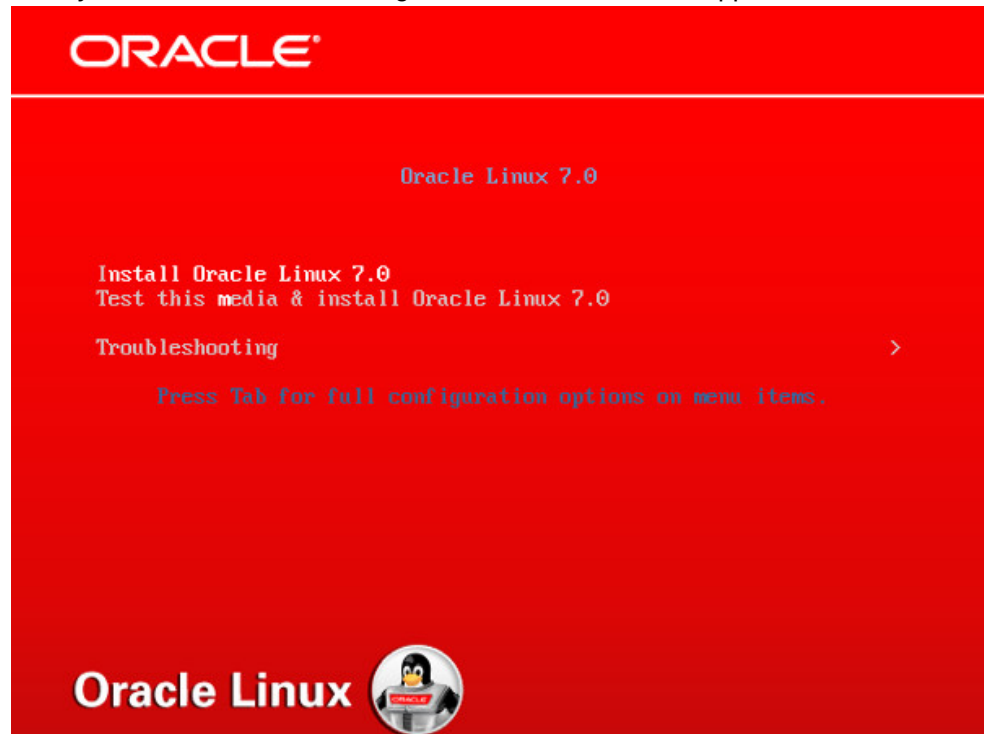 ORACLE®
Oracle Linux 7.0
Install Oracle Linux 7.0
Test this media & install Oracle Linux 7.0
Troubleshooting >
Press Tab for full configuration options on menu items.
Oracle Linux
ORACLE